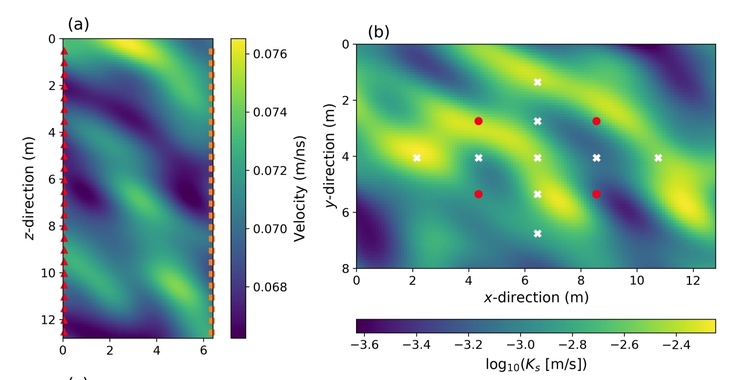 (a)
0
2
4
6
8
10
12
z-direction (m)
0 2 4 6
0.076
0.074
0.072
0.070
0.068
Velocity (m/ns)
(b)
0
2
4
6
8
y-direction (m)
0 2 4 6 8 10 12
x-direction (m)
−3.6 −3.4 −3.2 −3.0 −2.8 −2.6 −2.4
log₁₀(Kₛ [m/s])